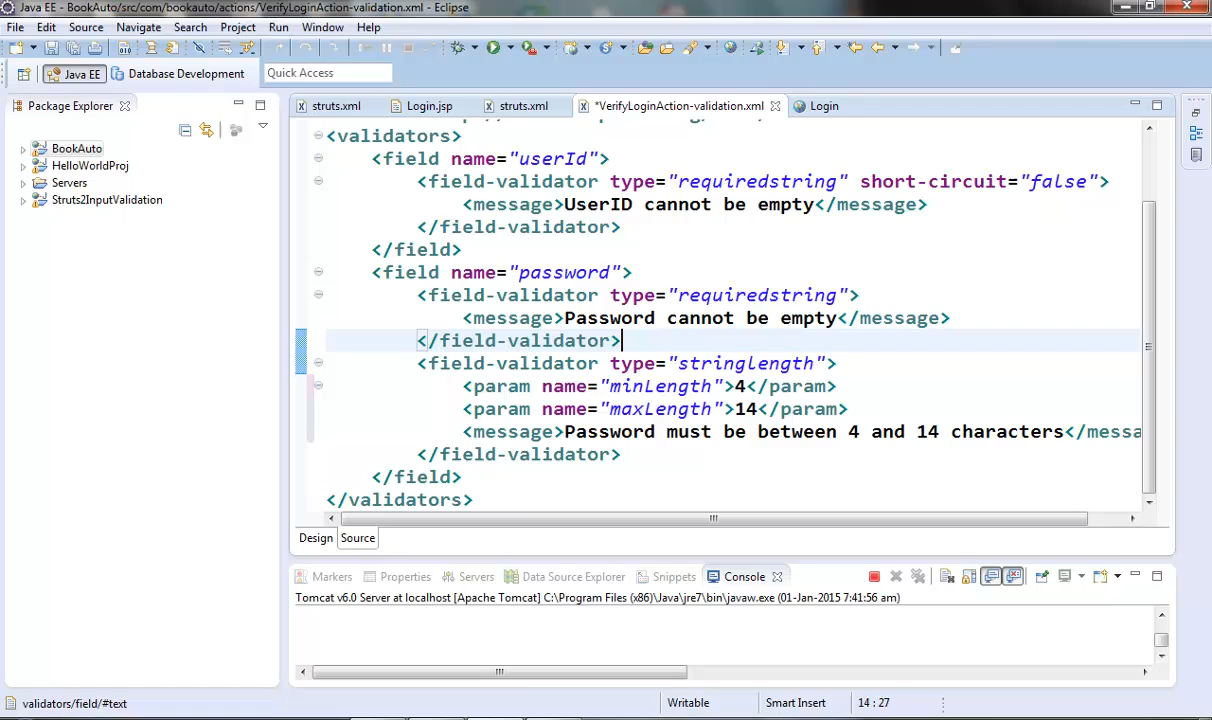 Java EE - BookAuto/src/com/bookauto/actions/VerifyLoginAction-validation.xml - Eclipse
File Edit Source Navigate Search Project Run Window Help
Java EE Database Development Quick Access
Package Explorer
BookAuto
HelloWorldProj
Servers
Struts2InputValidation
struts.xml Login.jsp struts.xml *VerifyLoginAction-validation.xml Login
<validators>
<field name="userId">
<field-validator type="requiredstring" short-circuit="false">
<message>UserID cannot be empty</message>
</field-validator>
</field>
<field name="password">
<field-validator type="requiredstring">
<message>Password cannot be empty</message>
</field-validator>
<field-validator type="stringlength">
<param name="minLength">4</param>
<param name="maxLength">14</param>
<message>Password must be between 4 and 14 characters</messa
</field-validator>
</field>
</validators>
Design Source
Markers Properties Servers Data Source Explorer Snippets Console
Tomcat v6.0 Server at localhost [Apache Tomcat] C:\Program Files (x86)\Java\jre7\bin\javaw.exe (01-Jan-2015 7:41:56 am)
validators/field/#text Writable Smart Insert 14 : 27